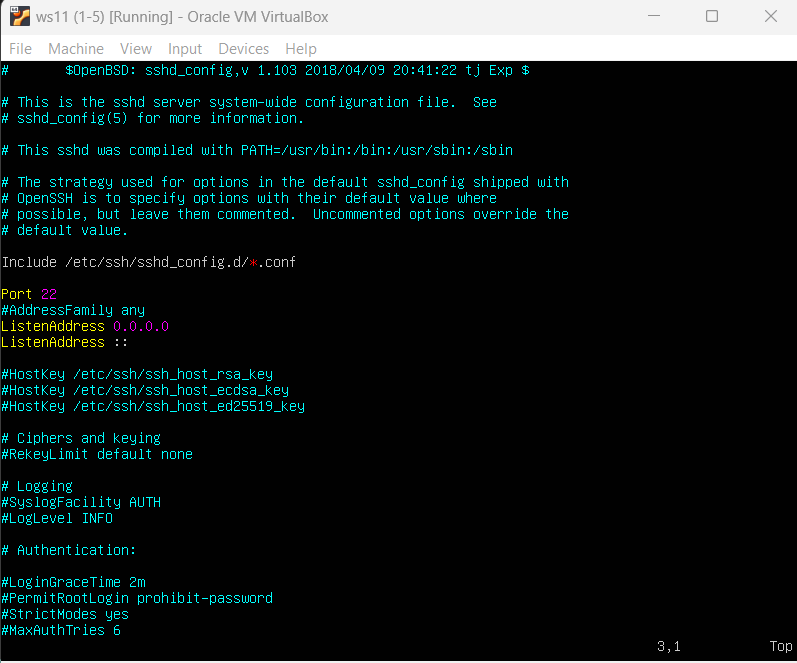 ws11 (1-5) [Running] - Oracle VM VirtualBox
File Machine View Input Devices Help
#       $OpenBSD: sshd_config,v 1.103 2018/04/09 20:41:22 tj Exp $
# This is the sshd server system-wide configuration file.  See
# sshd_config(5) for more information.
# This sshd was compiled with PATH=/usr/bin:/bin:/usr/sbin:/sbin
# The strategy used for options in the default sshd_config shipped with
# OpenSSH is to specify options with their default value where
# possible, but leave them commented.  Uncommented options override the
# default value.
Include /etc/ssh/sshd_config.d/*.conf
Port 22
#AddressFamily any
ListenAddress 0.0.0.0
ListenAddress ::
#HostKey /etc/ssh/ssh_host_rsa_key
#HostKey /etc/ssh/ssh_host_ecdsa_key
#HostKey /etc/ssh/ssh_host_ed25519_key
# Ciphers and keying
#RekeyLimit default none
# Logging
#SyslogFacility AUTH
#LogLevel INFO
# Authentication:
#LoginGraceTime 2m
#PermitRootLogin prohibit-password
#StrictModes yes
#MaxAuthTries 6
3,1 Top